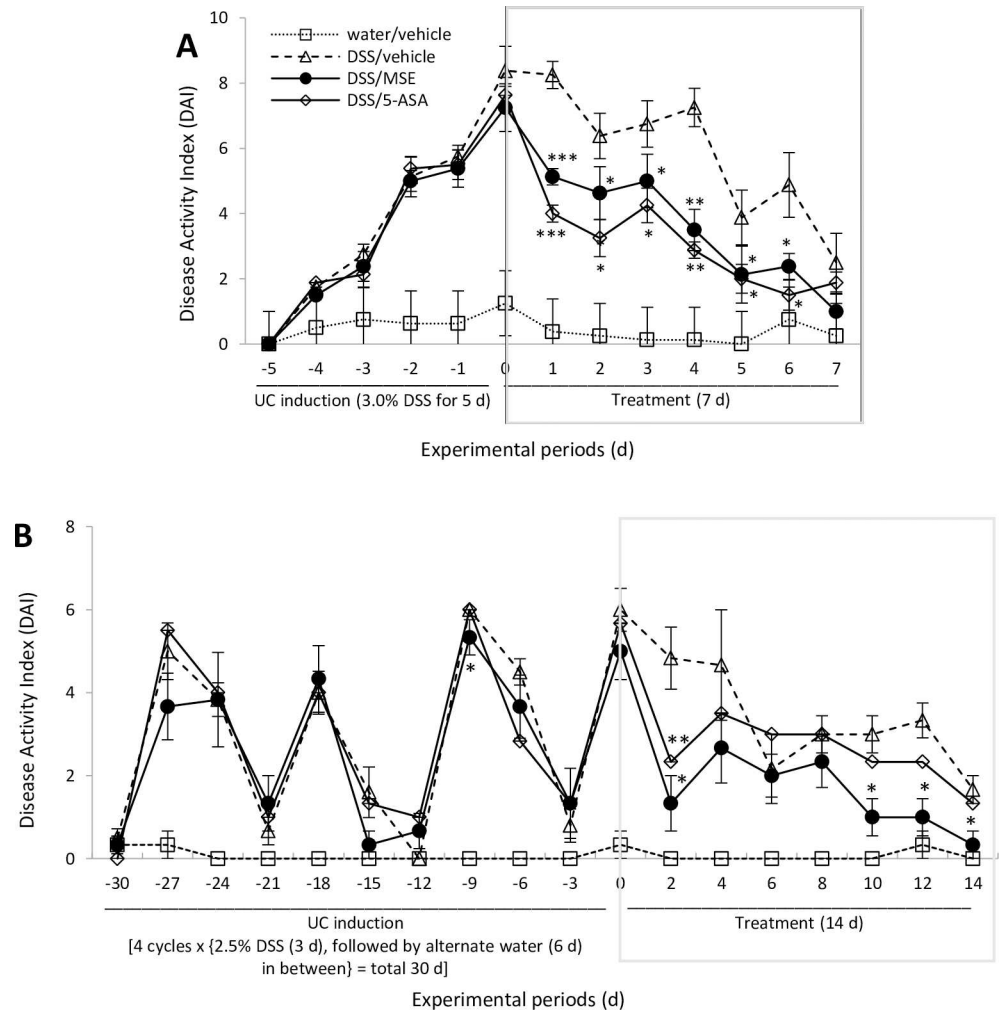 A
Disease Activity Index (DAI)
10
8
6
4
2
0
water/vehicle
DSS/vehicle
DSS/MSE
DSS/5-ASA
***
*
*
**
*
*
***
*
*
**
*
*
-5 -4 -3 -2 -1 0 1 2 3 4 5 6 7
UC induction (3.0% DSS for 5 d) Treatment (7 d)
Experimental periods (d)
B
Disease Activity Index (DAI)
8
6
4
2
0
*
**
*
*
*
*
-30 -27 -24 -21 -18 -15 -12 -9 -6 -3 0 2 4 6 8 10 12 14
UC induction Treatment (14 d)
[4 cycles x {2.5% DSS (3 d), followed by alternate water (6 d)
in between} = total 30 d]
Experimental periods (d)